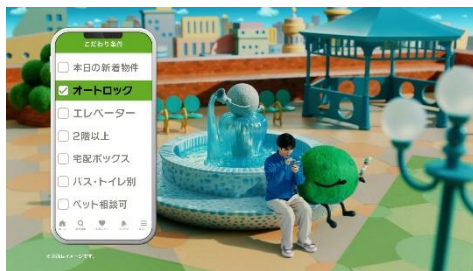 こだわり条件
本日の新着物件
オートロック
エレベーター
2階以上
宅配ボックス
バス・トイレ別
ペット相談可